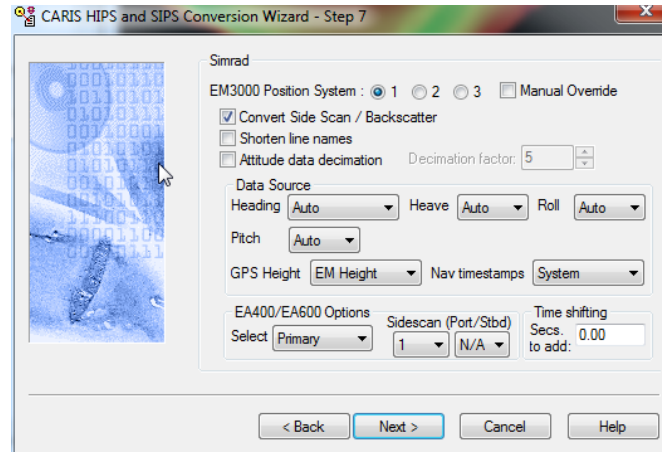 CARIS HIPS and SIPS Conversion Wizard - Step 7
Simrad
EM3000 Position System : 1 2 3 Manual Override
Convert Side Scan / Backscatter
Shorten line names
Attitude data decimation Decimation factor: 5
Data Source
Heading Auto Heave Auto Roll Auto
Pitch Auto
GPS Height EM Height Nav timestamps System
EA400/EA600 Options Sidescan (Port/Stbd) Time shifting
Select Primary 1 N/A Secs. to add: 0.00
< Back Next > Cancel Help